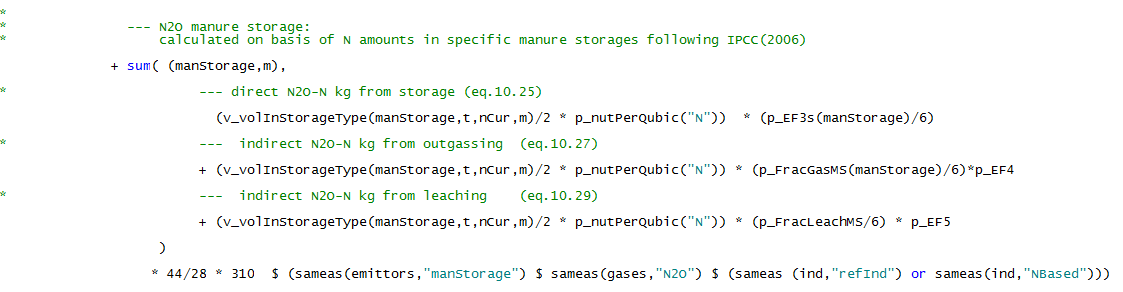 *
* --- N2O manure storage:
* calculated on basis of N amounts in specific manure storages following IPCC(2006)
+ sum( (manStorage,m),
* --- direct N2O-N kg from storage (eq.10.25)
(v_volInStorageType(manStorage,t,nCur,m)/2 * p_nutPerQubic("N")) * (p_EF3s(manStorage)/6)
* --- indirect N2O-N kg from outgassing (eq.10.27)
+ (v_volInStorageType(manStorage,t,nCur,m)/2 * p_nutPerQubic("N")) * (p_FracGasMS(manStorage)/6)*p_EF4
* --- indirect N2O-N kg from leaching (eq.10.29)
+ (v_volInStorageType(manStorage,t,nCur,m)/2 * p_nutPerQubic("N")) * (p_FracLeachMS/6) * p_EF5
)
* 44/28 * 310 $ (sameas(emittors,"manStorage") $ sameas(gases,"N2O") $ (sameas (ind,"refInd") or sameas(ind,"NBased")))